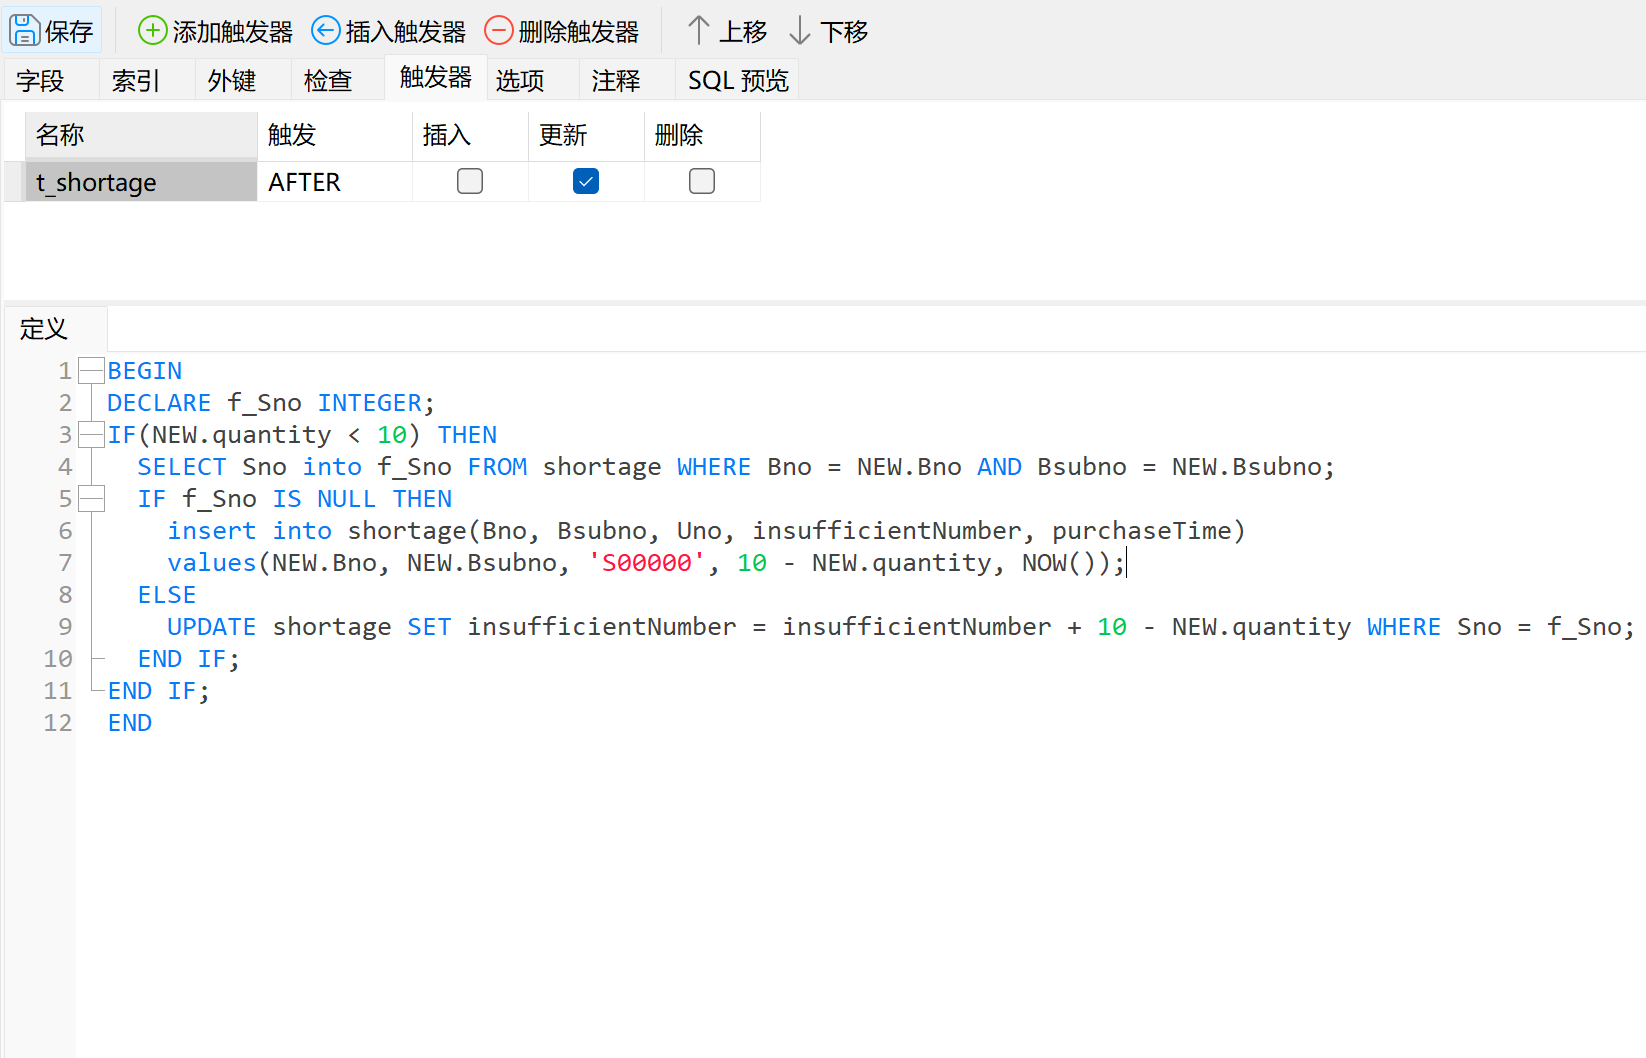 保存 添加触发器 插入触发器 删除触发器 上移 下移
字段 索引 外键 检查 触发器 选项 注释 SQL 预览
名称 触发 插入 更新 删除
t_shortage AFTER
定义
1 BEGIN
2 DECLARE f_Sno INTEGER;
3 IF(NEW.quantity < 10) THEN
4   SELECT Sno into f_Sno FROM shortage WHERE Bno = NEW.Bno AND Bsubno = NEW.Bsubno;
5   IF f_Sno IS NULL THEN
6     insert into shortage(Bno, Bsubno, Uno, insufficientNumber, purchaseTime)
7     values(NEW.Bno, NEW.Bsubno, 'S00000', 10 - NEW.quantity, NOW());
8   ELSE
9     UPDATE shortage SET insufficientNumber = insufficientNumber + 10 - NEW.quantity WHERE Sno = f_Sno;
10   END IF;
11 END IF;
12 END